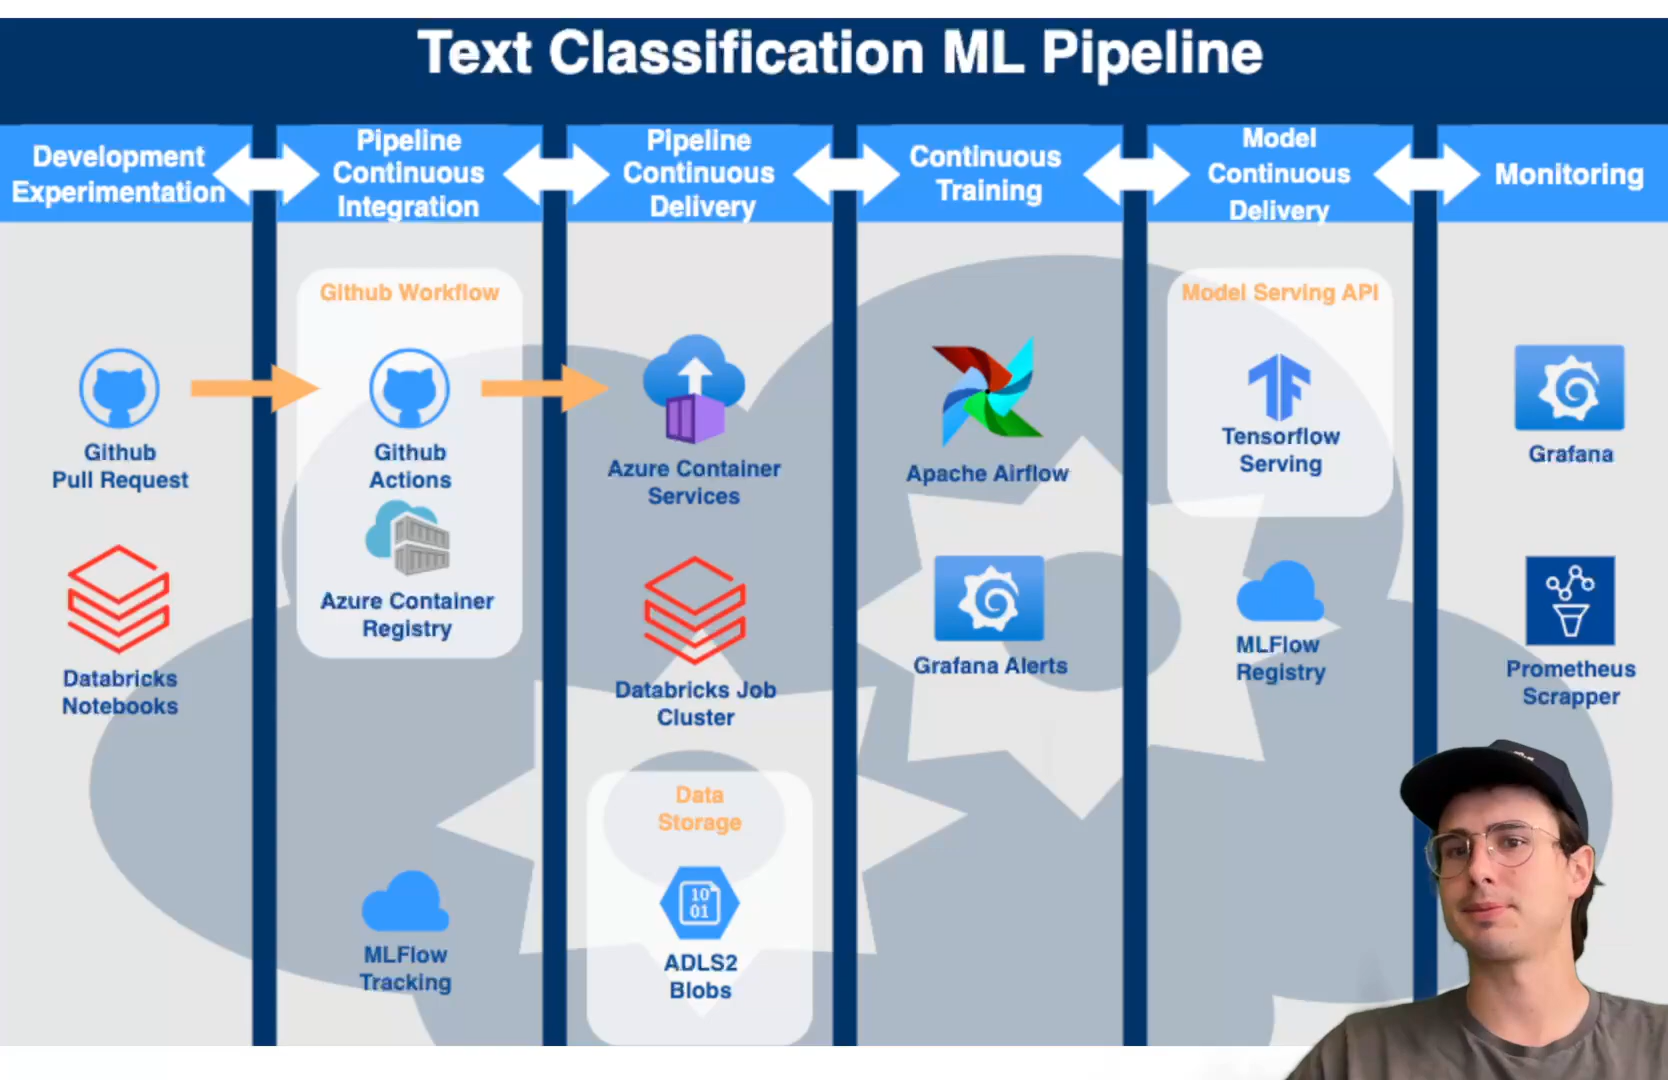 Text Classification ML Pipeline
Development
Experimentation
Pipeline
Continuous
Integration
Pipeline
Continuous
Delivery
Continuous
Training
Model
Continuous
Delivery
Monitoring
Github
Pull Request
Databricks
Notebooks
Github Workflow
Github
Actions
Azure Container
Registry
MLFlow
Tracking
Azure Container
Services
Databricks Job
Cluster
Data
Storage
10
01
ADLS2
Blobs
Apache Airflow
Grafana Alerts
Model Serving API
Tensorflow
Serving
MLFlow
Registry
Grafana
Prometheus
Scrapper